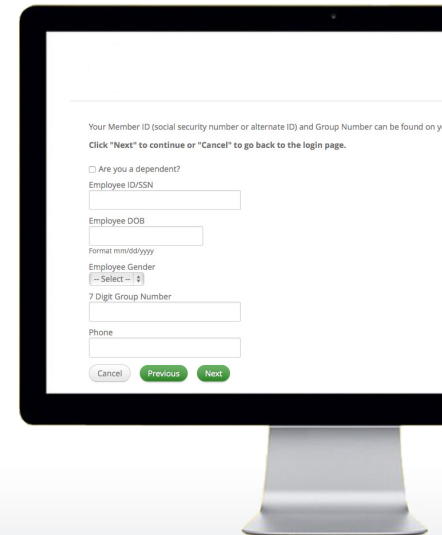 Your Member ID (social security number or alternate ID) and Group Number can be found on
Click "Next" to continue or "Cancel" to go back to the login page.
Are you a dependent?
Employee ID/SSN
Employee DOB
Format mm/dd/yyyy
Employee Gender
-- Select --
7 Digit Group Number
Phone
Cancel Previous Next